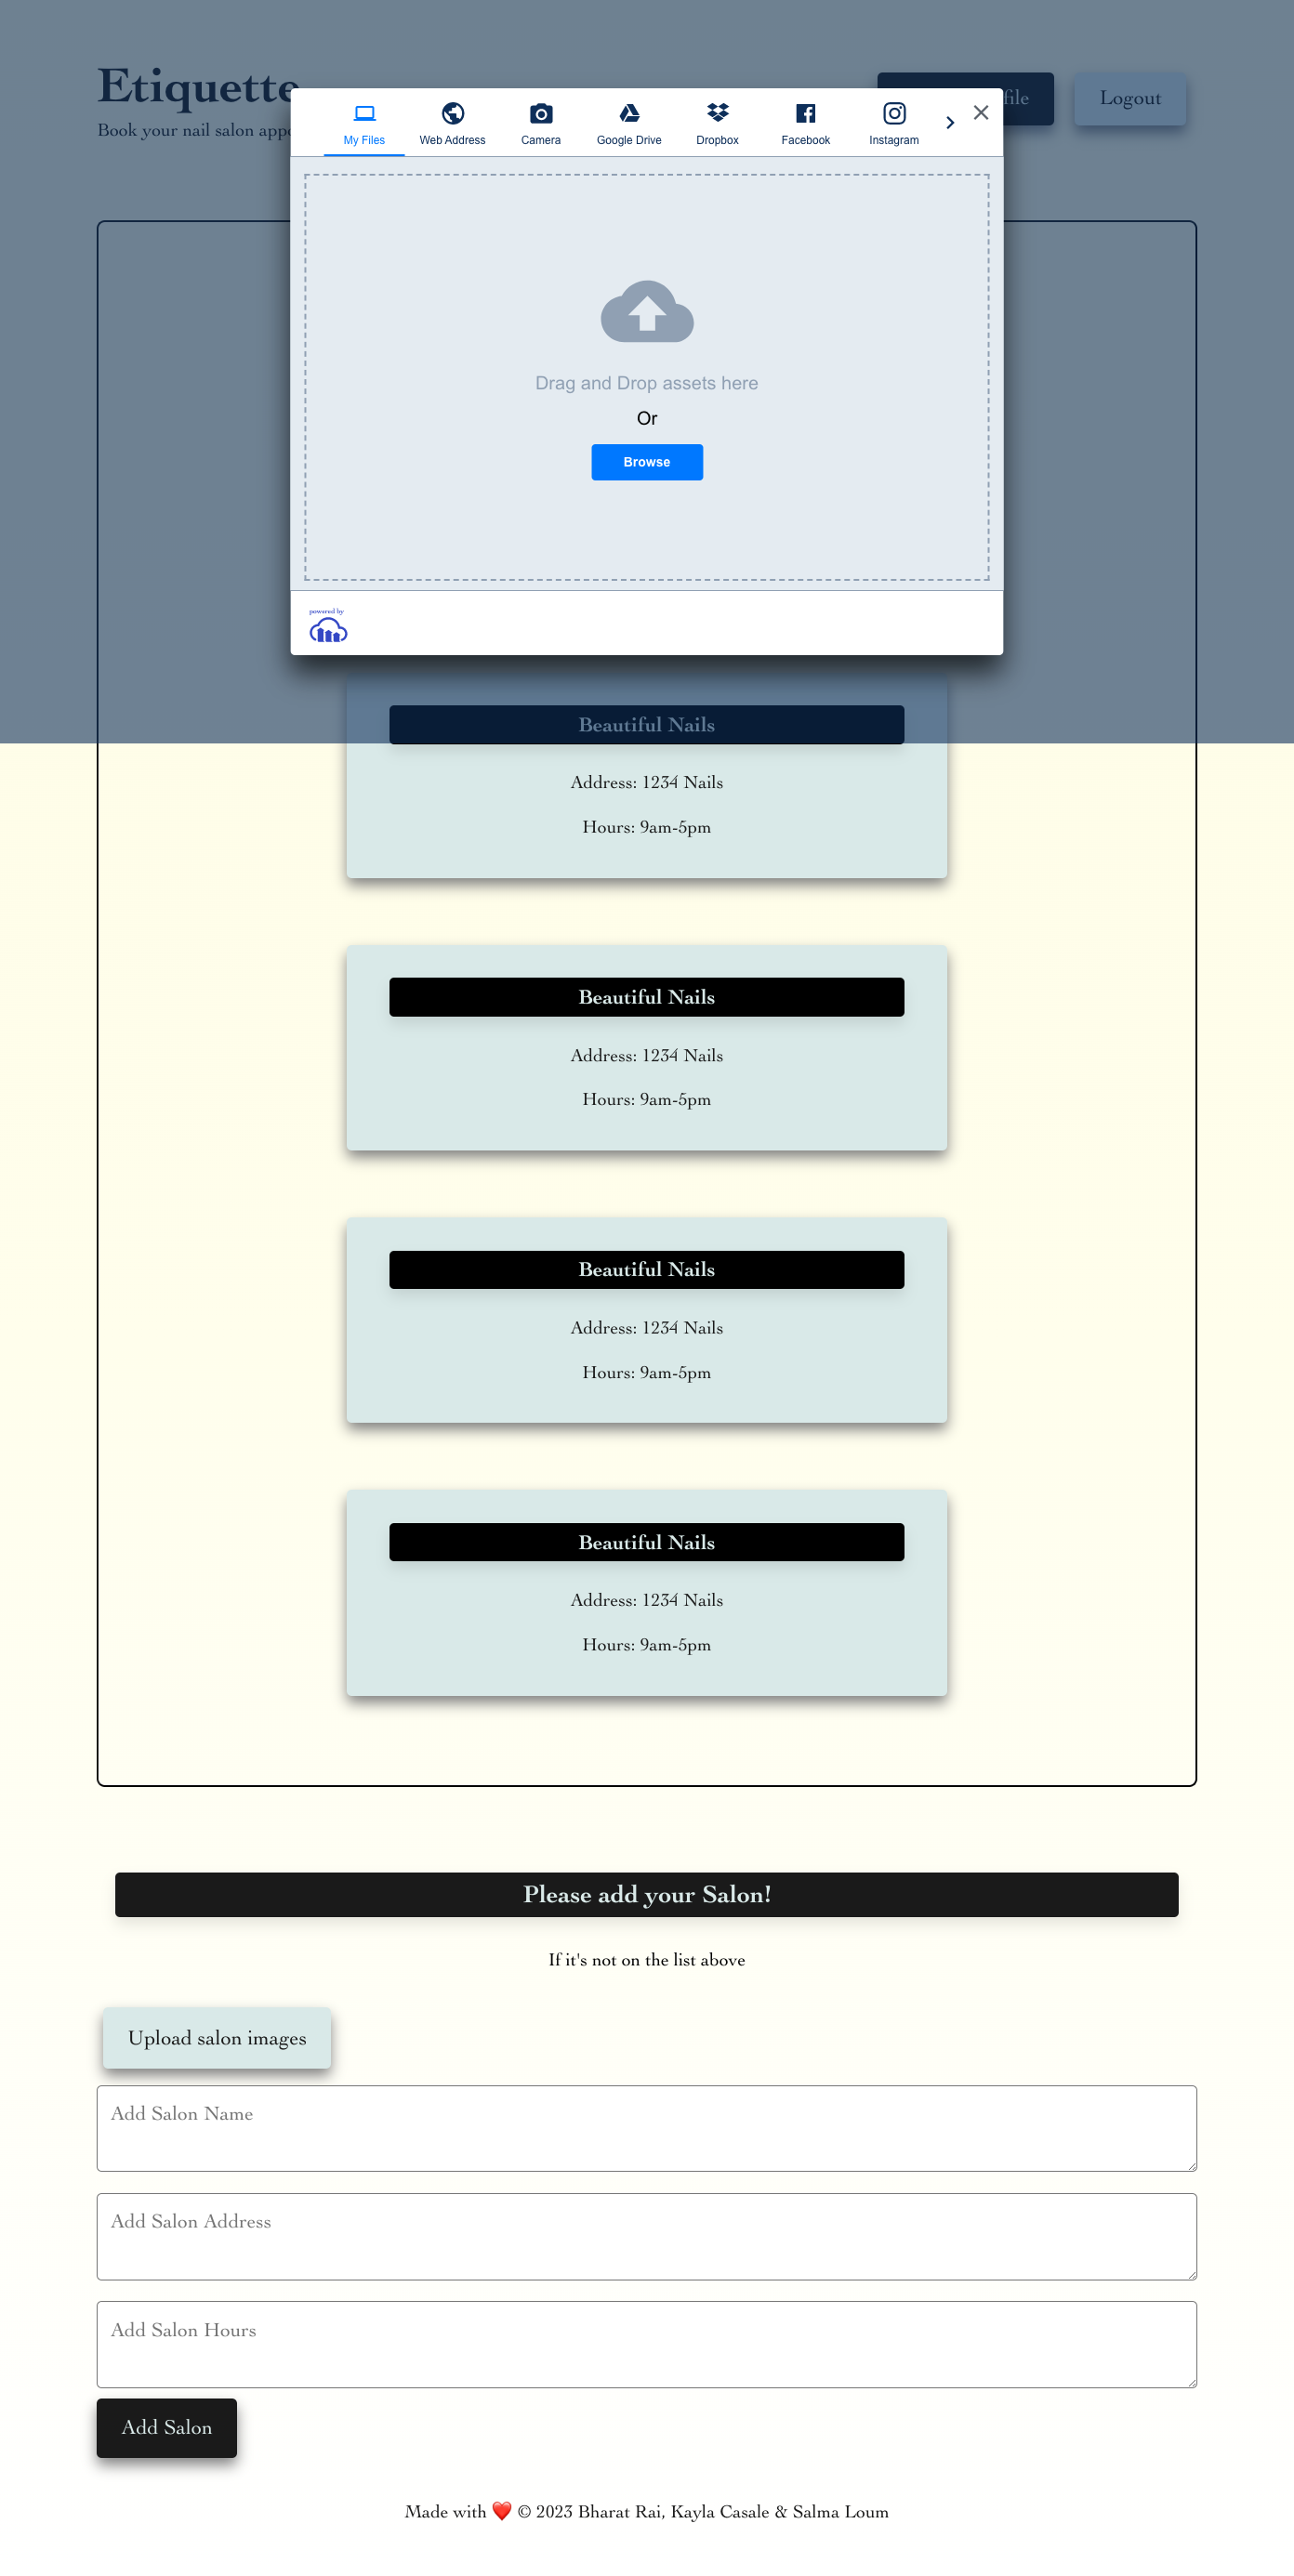 Etiquette
Book your nail salon
file
Logout
My Files
Web Address
Camera
Google Drive
Dropbox
Facebook
Instagram
Drag and Drop assets here
Or
Browse
powered by
Beautiful Nails
Address: 1234 Nails
Hours: 9am-5pm
Beautiful Nails
Address: 1234 Nails
Hours: 9am-5pm
Beautiful Nails
Address: 1234 Nails
Hours: 9am-5pm
Beautiful Nails
Address: 1234 Nails
Hours: 9am-5pm
Please add your Salon!
If it's not on the list above
Upload salon images
Add Salon Name
Add Salon Address
Add Salon Hours
Add Salon
Made with ❤️ © 2023 Bharat Rai, Kayla Casale & Salma Loum